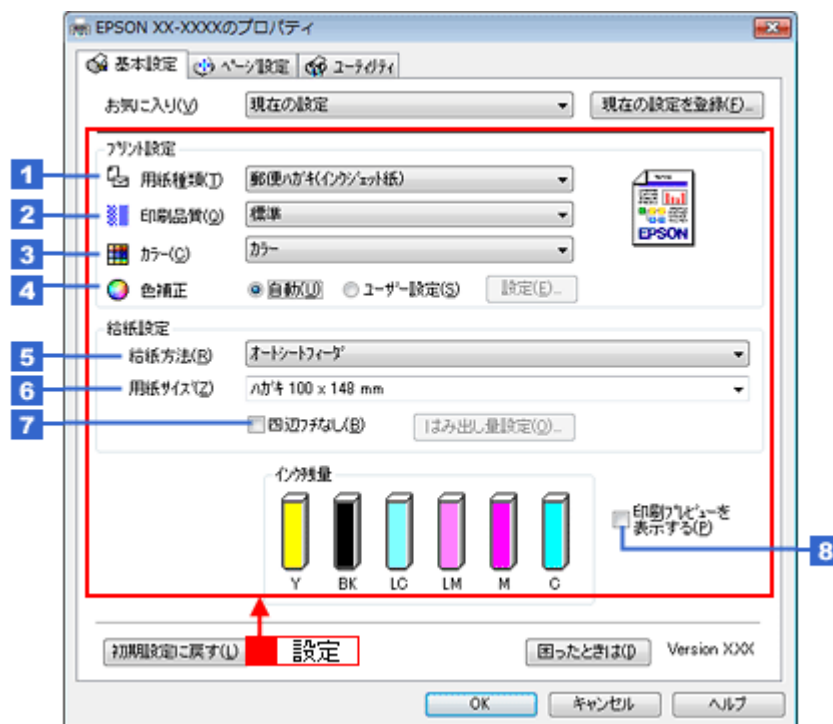 EPSON XX-XXXXのプロパティ
基本設定 ページ設定 ユーティリティ
お気に入り(V) 現在の設定 現在の設定を登録(F)...
プリント設定
1 用紙種類(T) 郵便ハガキ(インクジェット紙)
2 印刷品質(Q) 標準
3 カラー(C) カラー
4 色補正 自動(U) ユーザー設定(S) 設定(E)...
EPSON
給紙設定
5 給紙方法(R) オートシートフィーダ
6 用紙サイズ(Z) ハガキ 100 x 148 mm
7 四辺フチなし(B) はみ出し量設定(O)...
インク残量
Y BK LC LM M C
印刷プレビューを
表示する(P)
8
初期設定に戻す(L) 設定 困ったときは(I) Version X.XX
OK キャンセル ヘルプ